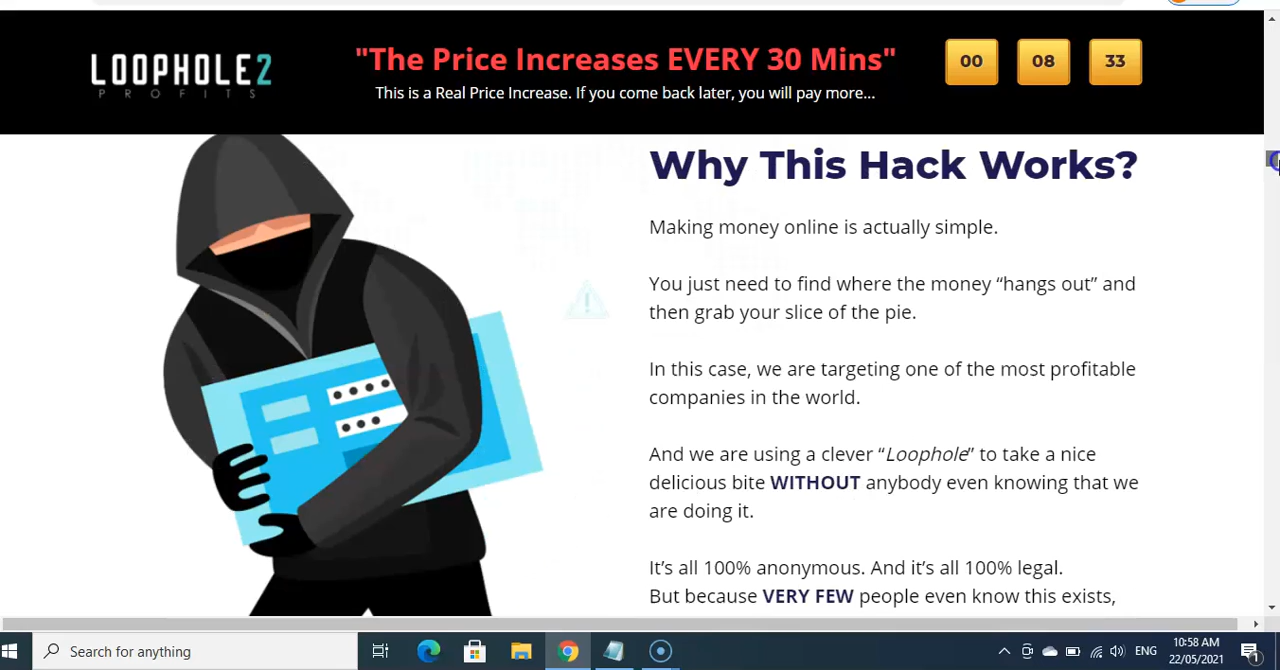 LOOPHOLE2
PROFITS
"The Price Increases EVERY 30 Mins"
This is a Real Price Increase. If you come back later, you will pay more...
00 08 33
Why This Hack Works?
Making money online is actually simple.
You just need to find where the money “hangs out” and
then grab your slice of the pie.
In this case, we are targeting one of the most profitable
companies in the world.
And we are using a clever “Loophole” to take a nice
delicious bite WITHOUT anybody even knowing that we
are doing it.
It’s all 100% anonymous. And it’s all 100% legal.
But because VERY FEW people even know this exists,
Search for anything
ENG
10:58 AM
22/05/2021
1